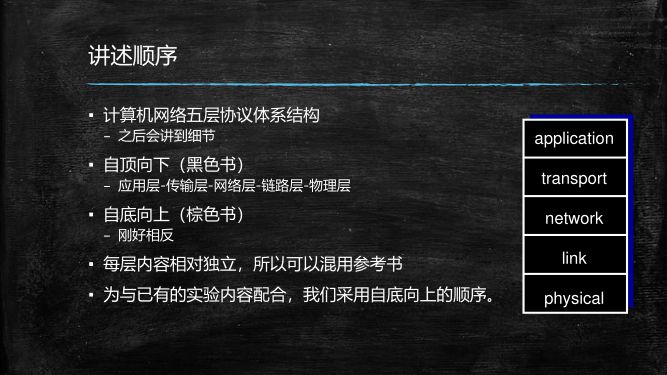 讲述顺序
▪ 计算机网络五层协议体系结构
– 之后会讲到细节
▪ 自顶向下（黑色书）
– 应用层-传输层-网络层-链路层-物理层
▪ 自底向上（棕色书）
– 刚好相反
▪ 每层内容相对独立，所以可以混用参考书
▪ 为与已有的实验内容配合，我们采用自底向上的顺序。
application
transport
network
link
physical